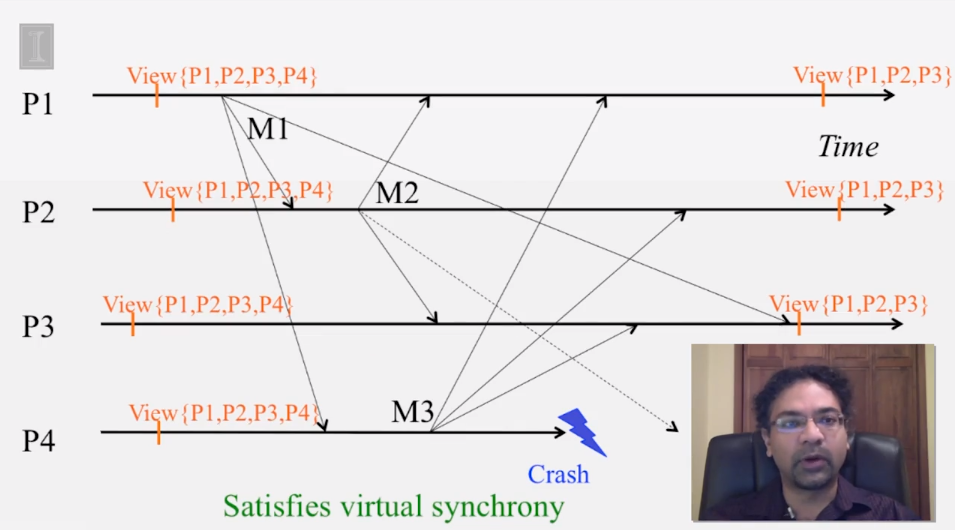 View{P1,P2,P3,P4}
View{P1,P2,P3}
P1
M1
Time
View{P1,P2,P3,P4}
M2
View{P1,P2,P3}
P2
View{P1,P2,P3,P4}
View{P1,P2,P3}
P3
View{P1,P2,P3,P4}
M3
P4
Crash
Satisfies virtual synchrony